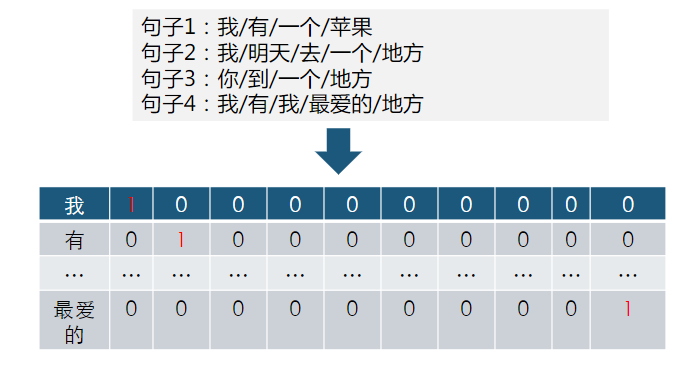 句子1：我/有/一个/苹果
句子2：我/明天/去/一个/地方
句子3：你/到/一个/地方
句子4：我/有/我/最爱的/地方
我 1 0 0 0 0 0 0 0 0 0
有 0 1 0 0 0 0 0 0 0 0
… … … … … … … … … … …
最爱的 0 0 0 0 0 0 0 0 0 1